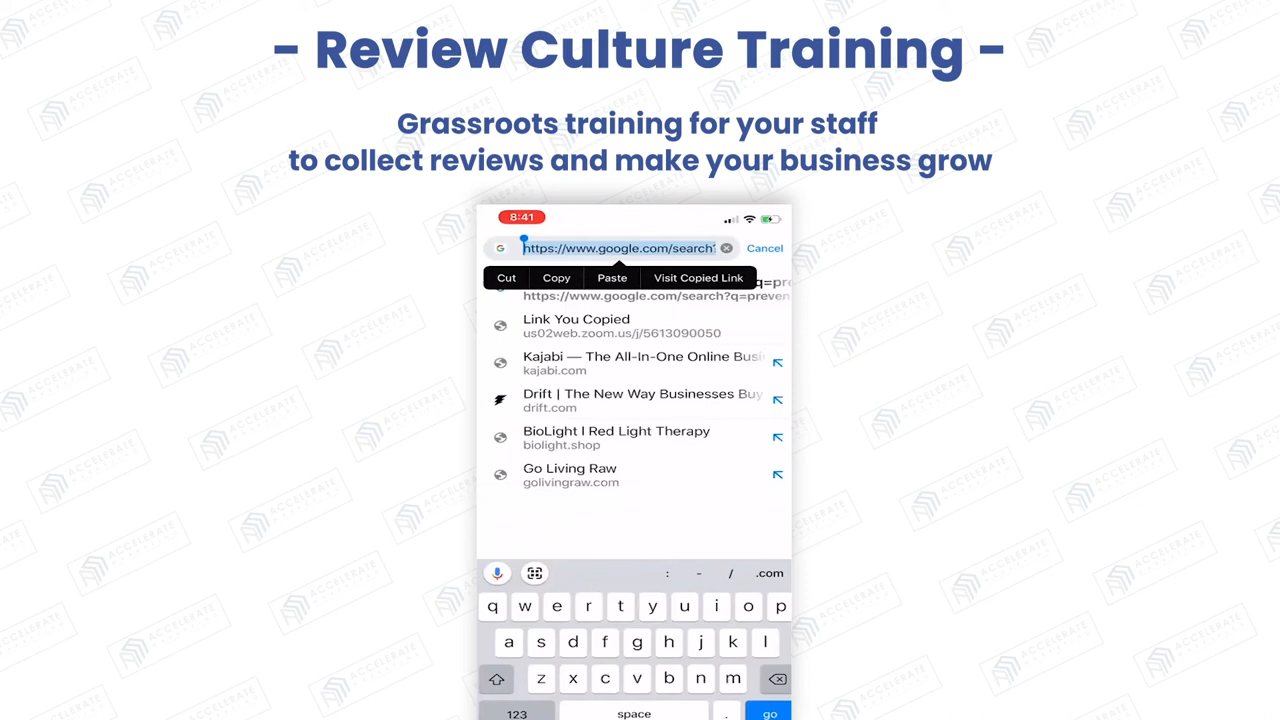 - Review Culture Training -
Grassroots training for your staff
to collect reviews and make your business grow
8:41
https://www.google.com/search?
Cancel
Cut Copy Paste Visit Copied Link
q=pre
https://www.google.com/search?q=preven
Link You Copied
us02web.zoom.us/j/5613090050
Kajabi — The All-In-One Online Busi
kajabi.com
Drift | The New Way Businesses Buy
drift.com
BioLight l Red Light Therapy
biolight.shop
Go Living Raw
golivingraw.com
: - / .com
q w e r t y u i o p
a s d f g h j k l
z x c v b n m
123 space . go
ACCELERATE